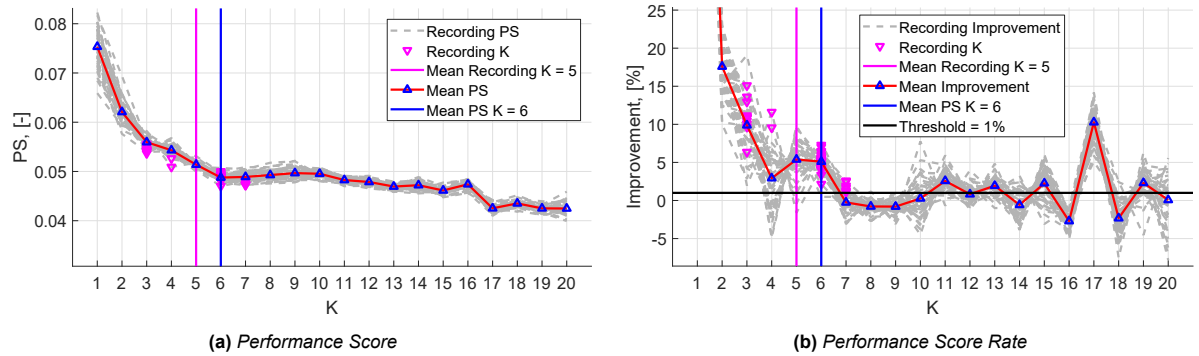 0.08
0.07
0.06
0.05
0.04
PS, [-]
1 2 3 4 5 6 7 8 9 10 11 12 13 14 15 16 17 18 19 20
K
Recording PS
Recording K
Mean Recording K = 5
Mean PS
Mean PS K = 6
(a) Performance Score
25
20
15
10
5
0
-5
Improvement, [%]
1 2 3 4 5 6 7 8 9 10 11 12 13 14 15 16 17 18 19 20
K
Recording Improvement
Recording K
Mean Recording K = 5
Mean Improvement
Mean PS K = 6
Threshold = 1%
(b) Performance Score Rate